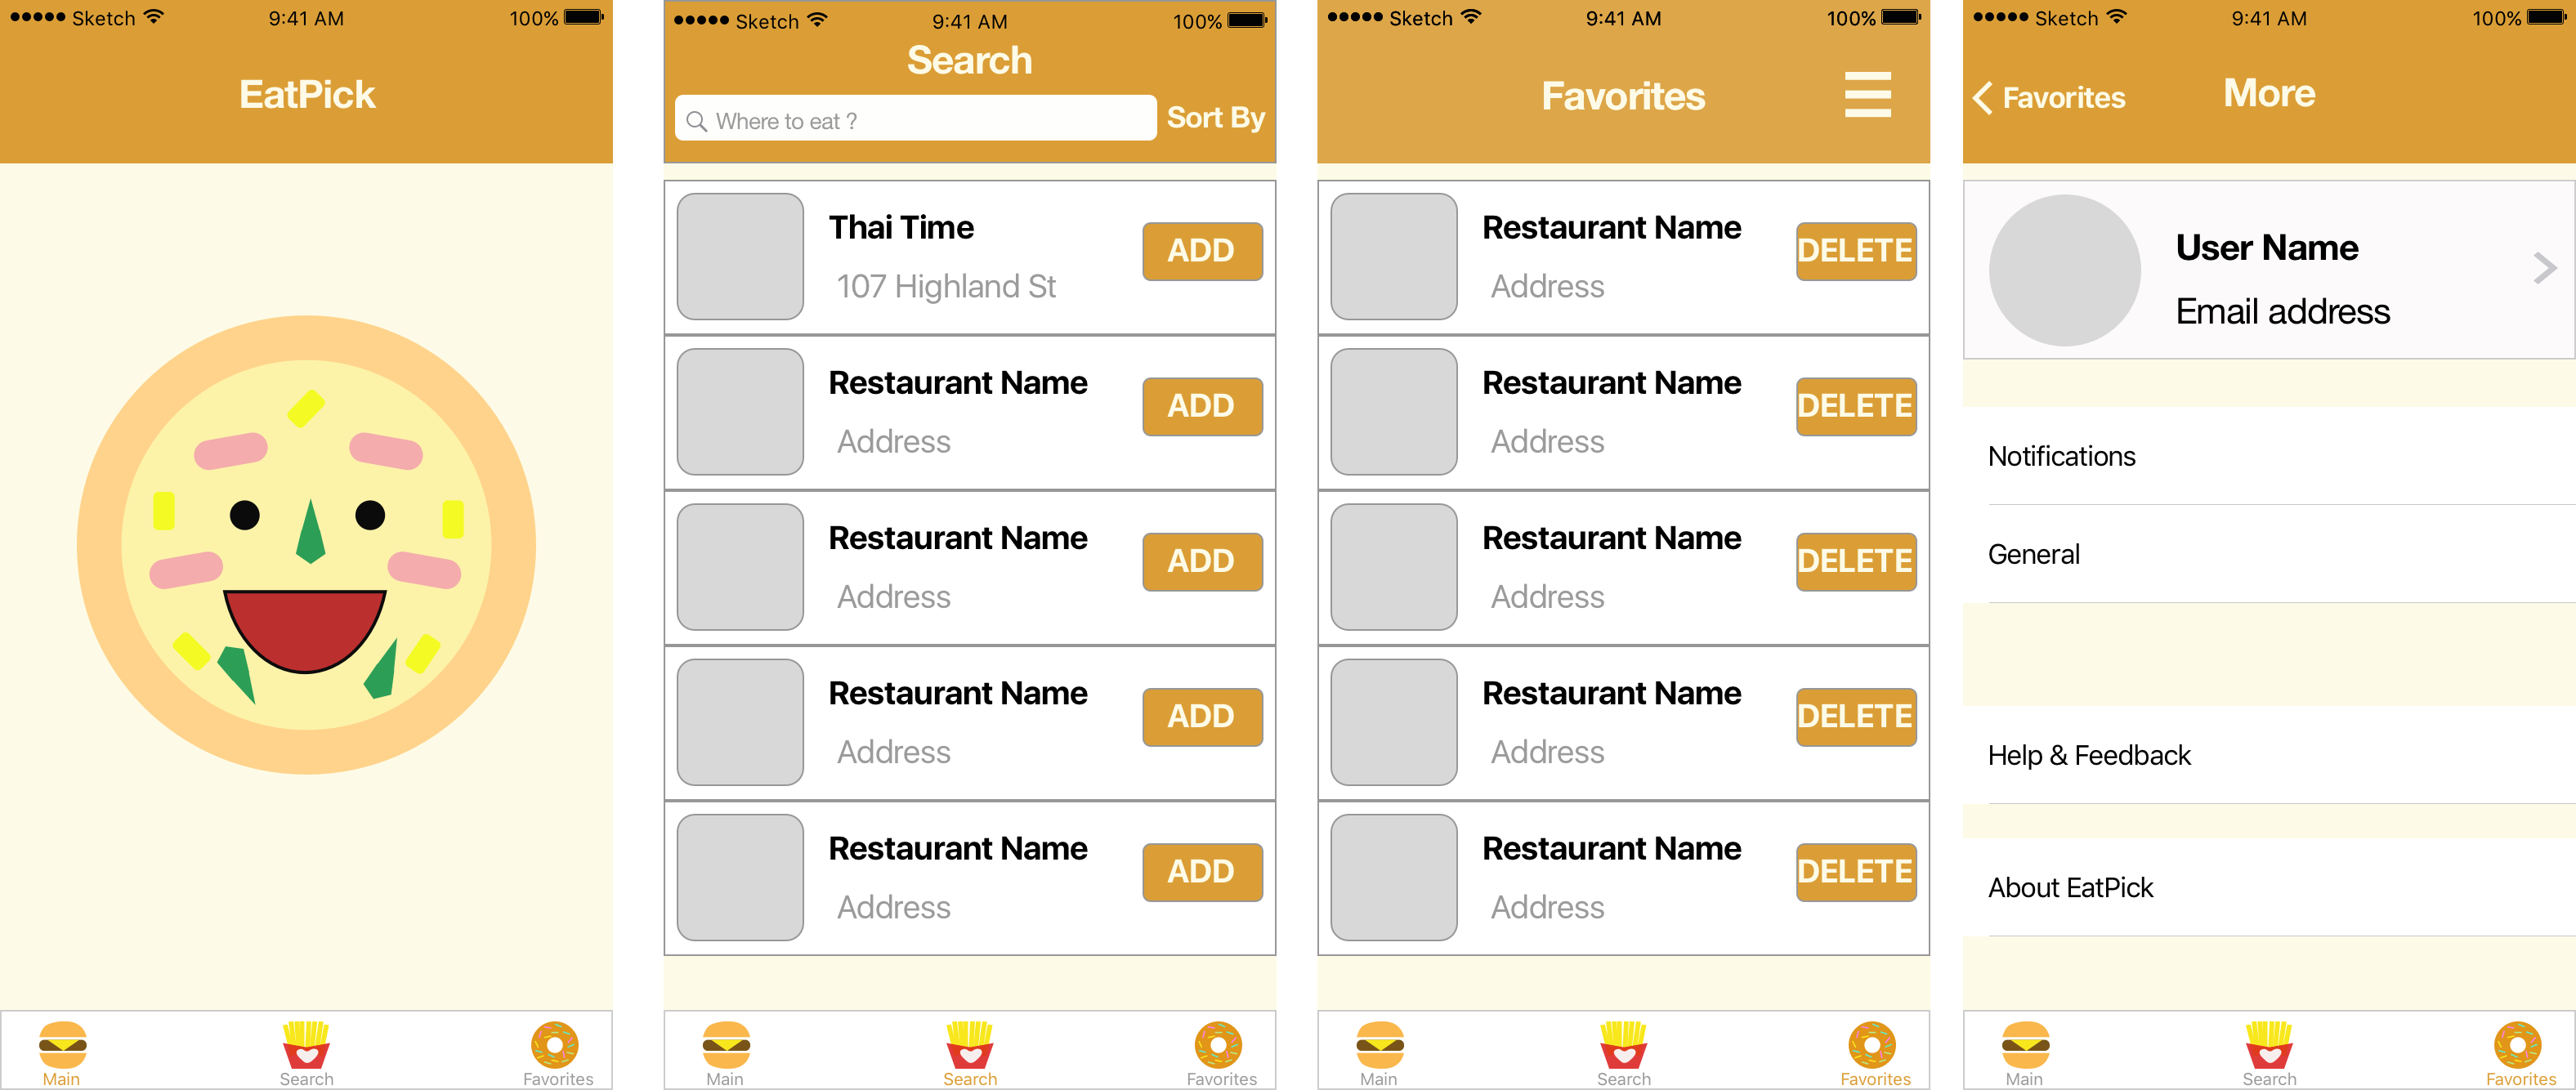 Sketch 9:41 AM 100%
EatPick
Main Search Favorites
Sketch 9:41 AM 100%
Search
Where to eat ? Sort By
Thai Time
107 Highland St
ADD
Restaurant Name
Address
ADD
Restaurant Name
Address
ADD
Restaurant Name
Address
ADD
Restaurant Name
Address
ADD
Main Search Favorites
Sketch 9:41 AM 100%
Favorites
Restaurant Name
Address
DELETE
Restaurant Name
Address
DELETE
Restaurant Name
Address
DELETE
Restaurant Name
Address
DELETE
Restaurant Name
Address
DELETE
Main Search Favorites
Sketch 9:41 AM 100%
Favorites More
User Name
Email address
Notifications
General
Help & Feedback
About EatPick
Main Search Favorites